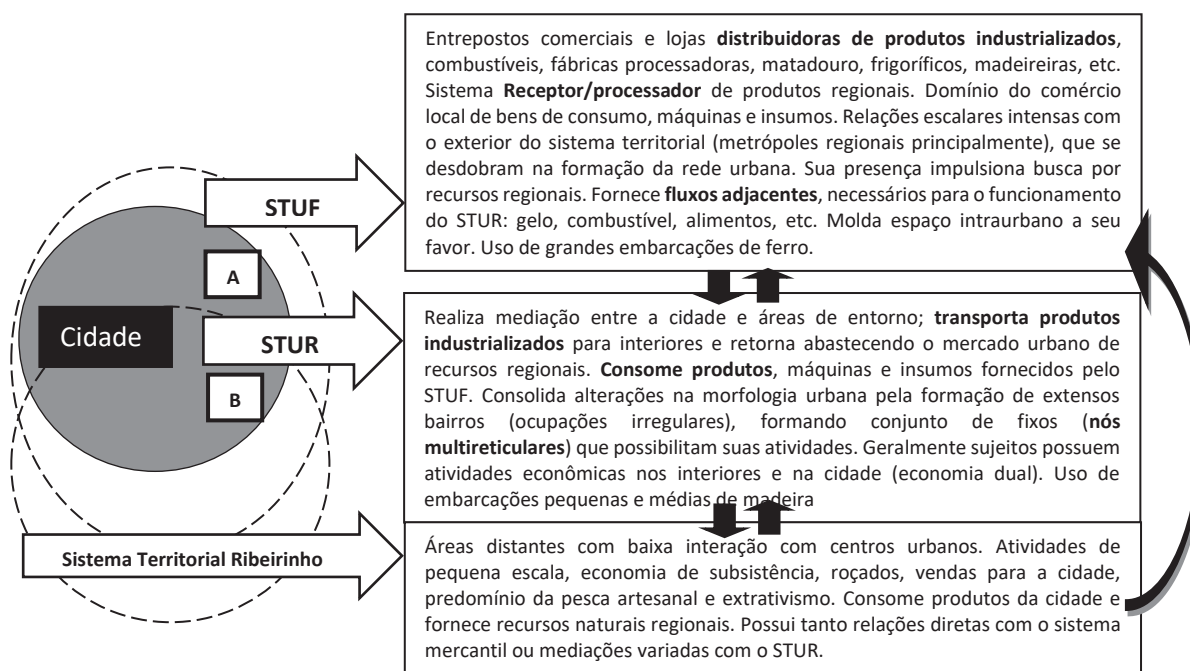 Entrepostos comerciais e lojas distribuidoras de produtos industrializados,
combustíveis, fábricas processadoras, matadouro, frigoríficos, madeireiras, etc.
Sistema Receptor/processador de produtos regionais. Domínio do comércio
local de bens de consumo, máquinas e insumos. Relações escalares intensas com
o exterior do sistema territorial (metrópoles regionais principalmente), que se
desdobram na formação da rede urbana. Sua presença impulsiona busca por
recursos regionais. Fornece fluxos adjacentes, necessários para o funcionamento
do STUR: gelo, combustível, alimentos, etc. Molda espaço intraurbano a seu
favor. Uso de grandes embarcações de ferro.
STUF
A
Cidade
STUR
B
Realiza mediação entre a cidade e áreas de entorno; transporta produtos
industrializados para interiores e retorna abastecendo o mercado urbano de
recursos regionais. Consome produtos, máquinas e insumos fornecidos pelo
STUF. Consolida alterações na morfologia urbana pela formação de extensos
bairros (ocupações irregulares), formando conjunto de fixos (nós
multireticulares) que possibilitam suas atividades. Geralmente sujeitos possuem
atividades econômicas nos interiores e na cidade (economia dual). Uso de
embarcações pequenas e médias de madeira
Sistema Territorial Ribeirinho
Áreas distantes com baixa interação com centros urbanos. Atividades de
pequena escala, economia de subsistência, roçados, vendas para a cidade,
predomínio da pesca artesanal e extrativismo. Consome produtos da cidade e
fornece recursos naturais regionais. Possui tanto relações diretas com o sistema
mercantil ou mediações variadas com o STUR.